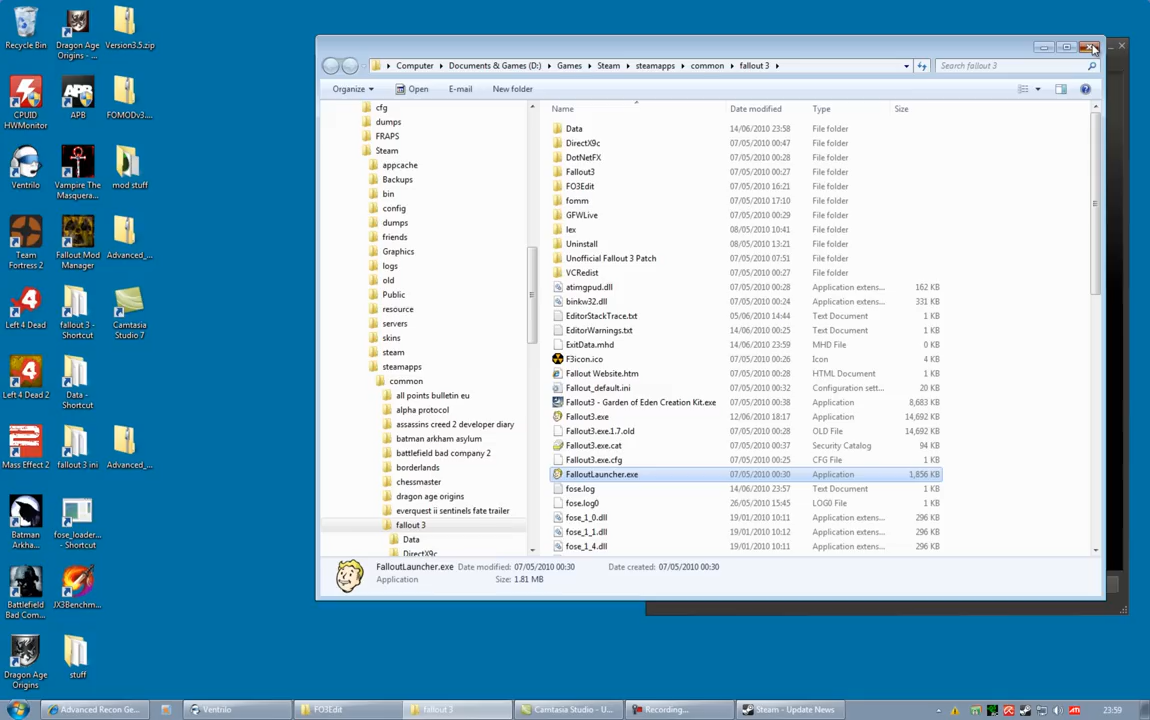 Recycle Bin
Dragon Age
Origins - ...
Version3.5.zip
CPUID
HWMonitor
APB
FOMODv3....
Ventrilo
Vampire The
Masquera...
mod stuff
Team
Fortress 2
Fallout Mod
Manager
Advanced_...
Left 4 Dead
fallout 3 -
Shortcut
Camtasia
Studio 7
Left 4 Dead 2
Data -
Shortcut
Mass Effect 2
fallout 3 ini
Advanced_...
Batman
Arkha...
fose_loader...
- Shortcut
Battlefield
Bad Com...
JX3Benchm...
Dragon Age
Origins
stuff
Computer
Documents & Games (D:)
Games
Steam
steamapps
common
fallout 3
Search fallout 3
Organize
Open
E-mail
New folder
cfg
dumps
FRAPS
Steam
appcache
Backups
bin
config
dumps
friends
Graphics
logs
old
Public
resource
servers
skins
steam
steamapps
common
all points bulletin eu
alpha protocol
assassins creed 2 developer diary
batman arkham asylum
battlefield bad company 2
borderlands
chessmaster
dragon age origins
everquest ii sentinels fate trailer
fallout 3
Data
DirectX9c
Name Date modified Type Size
Data 14/06/2010 23:58 File folder
DirectX9c 07/05/2010 00:47 File folder
DotNetFX 07/05/2010 00:28 File folder
Fallout3 07/05/2010 00:27 File folder
FO3Edit 07/05/2010 16:21 File folder
fomm 07/05/2010 17:10 File folder
GFWLive 07/05/2010 00:29 File folder
lex 08/05/2010 10:41 File folder
Uninstall 08/05/2010 13:21 File folder
Unofficial Fallout 3 Patch 07/05/2010 07:51 File folder
VCRedist 07/05/2010 00:27 File folder
atimgpud.dll 07/05/2010 00:28 Application extens... 162 KB
binkw32.dll 07/05/2010 00:24 Application extens... 331 KB
EditorStackTrace.txt 05/06/2010 14:44 Text Document 1 KB
EditorWarnings.txt 14/06/2010 00:25 Text Document 1 KB
ExitData.mhd 14/06/2010 23:59 MHD File 0 KB
F3icon.ico 07/05/2010 00:26 Icon 4 KB
Fallout Website.htm 07/05/2010 00:24 HTML Document 1 KB
Fallout_default.ini 07/05/2010 00:32 Configuration sett... 20 KB
Fallout3 - Garden of Eden Creation Kit.exe 07/05/2010 00:38 Application 8,683 KB
Fallout3.exe 12/06/2010 18:17 Application 14,692 KB
Fallout3.exe.1.7.old 07/05/2010 00:28 OLD File 14,692 KB
Fallout3.exe.cat 07/05/2010 00:28 Security Catalog 94 KB
Fallout3.exe.cfg 07/05/2010 00:30 CFG File 1 KB
FalloutLauncher.exe 07/05/2010 00:30 Application 1,856 KB
fose.log 14/06/2010 23:57 Text Document 1 KB
fose.log0 26/05/2010 15:45 LOG0 File 1 KB
fose_1_0.dll 19/01/2010 10:11 Application extens... 296 KB
fose_1_1.dll 19/01/2010 10:11 Application extens... 296 KB
fose_1_4.dll 19/01/2010 10:11 Application extens... 296 KB
FalloutLauncher.exe Date modified: 07/05/2010 00:30 Date created: 07/05/2010 00:30
Application Size: 1.81 MB
Advanced Recon Ge...
Ventrilo
FO3Edit
fallout 3
Camtasia Studio - U...
Recording...
Steam - Update News
23:59